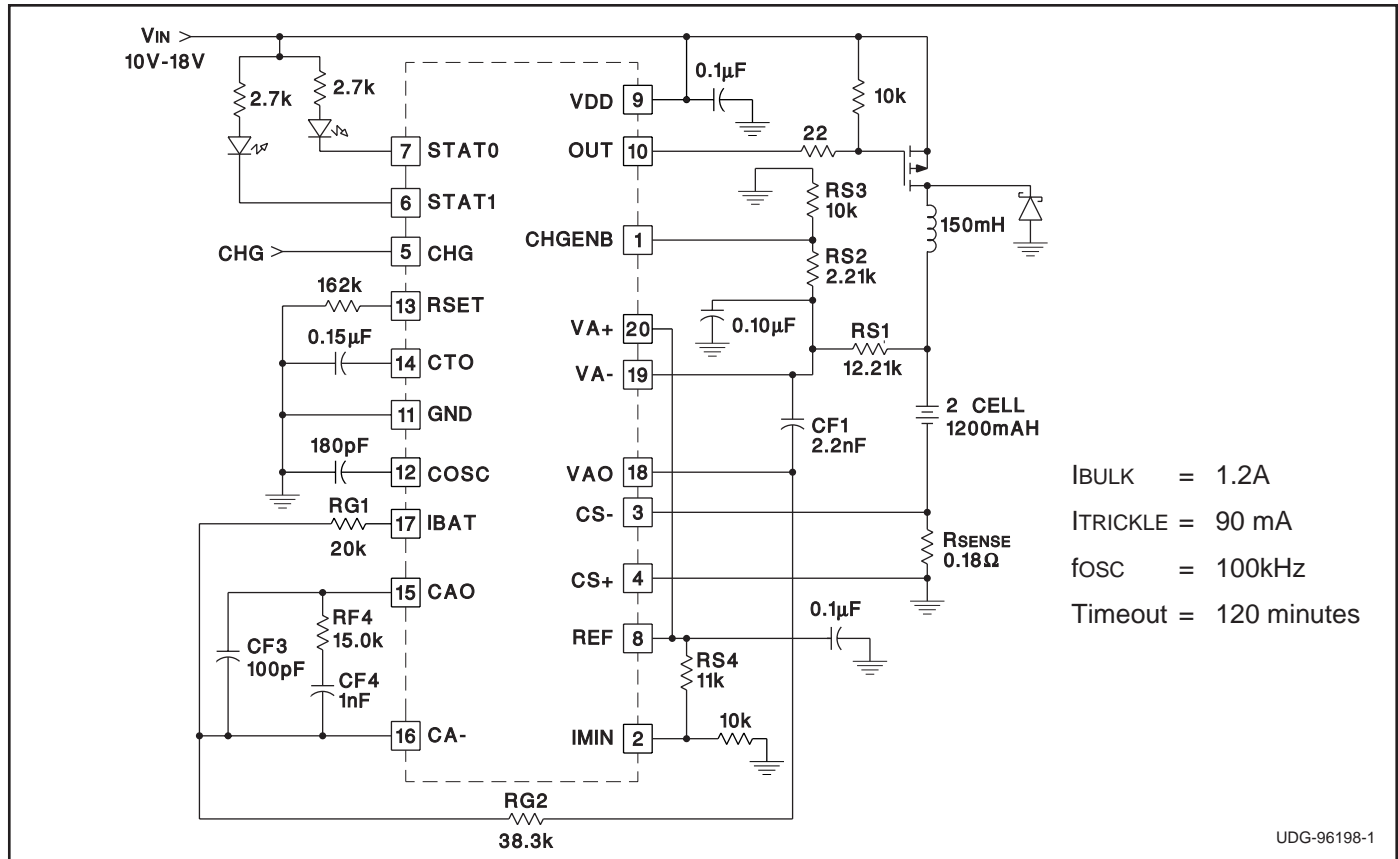 VIN
10V-18V
2.7k
2.7k
0.1µF
10k
VDD
9
7
STAT0
OUT
10
22
6
STAT1
RS3
10k
150mH
CHG
5
CHG
CHGENB
1
RS2
2.21k
162k
13
RSET
0.15µF
14
CTO
VA+
20
0.10µF
RS1
12.21k
VA-
19
11
GND
2 CELL
1200mAH
CF1
2.2nF
180pF
12
COSC
VAO
18
CS-
3
RG1
20k
17
IBAT
RSENSE
0.18Ω
CS+
4
15
CAO
RF4
15.0k
CF3
100pF
CF4
1nF
REF
8
0.1µF
RS4
11k
10k
16
CA-
IMIN
2
RG2
38.3k
IBULK = 1.2A
ITRICKLE = 90 mA
fOSC = 100kHz
Timeout = 120 minutes
UDG-96198-1